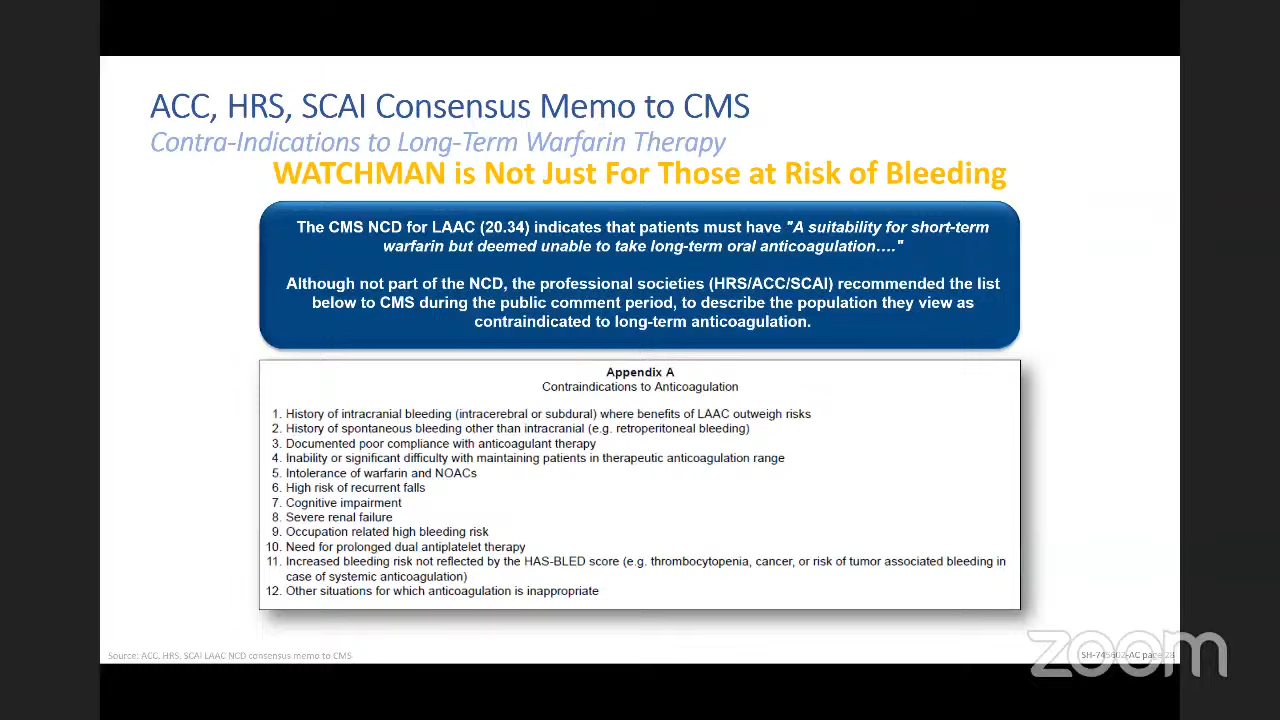 ACC, HRS, SCAI Consensus Memo to CMS
Contra-Indications to Long-Term Warfarin Therapy
WATCHMAN is Not Just For Those at Risk of Bleeding
The CMS NCD for LAAC (20.34) indicates that patients must have "A suitability for short-term
warfarin but deemed unable to take long-term oral anticoagulation…."
Although not part of the NCD, the professional societies (HRS/ACC/SCAI) recommended the list
below to CMS during the public comment period, to describe the population they view as
contraindicated to long-term anticoagulation.
Appendix A
Contraindications to Anticoagulation
1. History of intracranial bleeding (intracerebral or subdural) where benefits of LAAC outweigh risks
2. History of spontaneous bleeding other than intracranial (e.g. retroperitoneal bleeding)
3. Documented poor compliance with anticoagulant therapy
4. Inability or significant difficulty with maintaining patients in therapeutic anticoagulation range
5. Intolerance of warfarin and NOACs
6. High risk of recurrent falls
7. Cognitive impairment
8. Severe renal failure
9. Occupation related high bleeding risk
10. Need for prolonged dual antiplatelet therapy
11. Increased bleeding risk not reflected by the HAS-BLED score (e.g. thrombocytopenia, cancer, or risk of tumor associated bleeding in
case of systemic anticoagulation)
12. Other situations for which anticoagulation is inappropriate
Source: ACC, HRS, SCAI LAAC NCD consensus memo to CMS
SH-745602-AC page 28
zoom